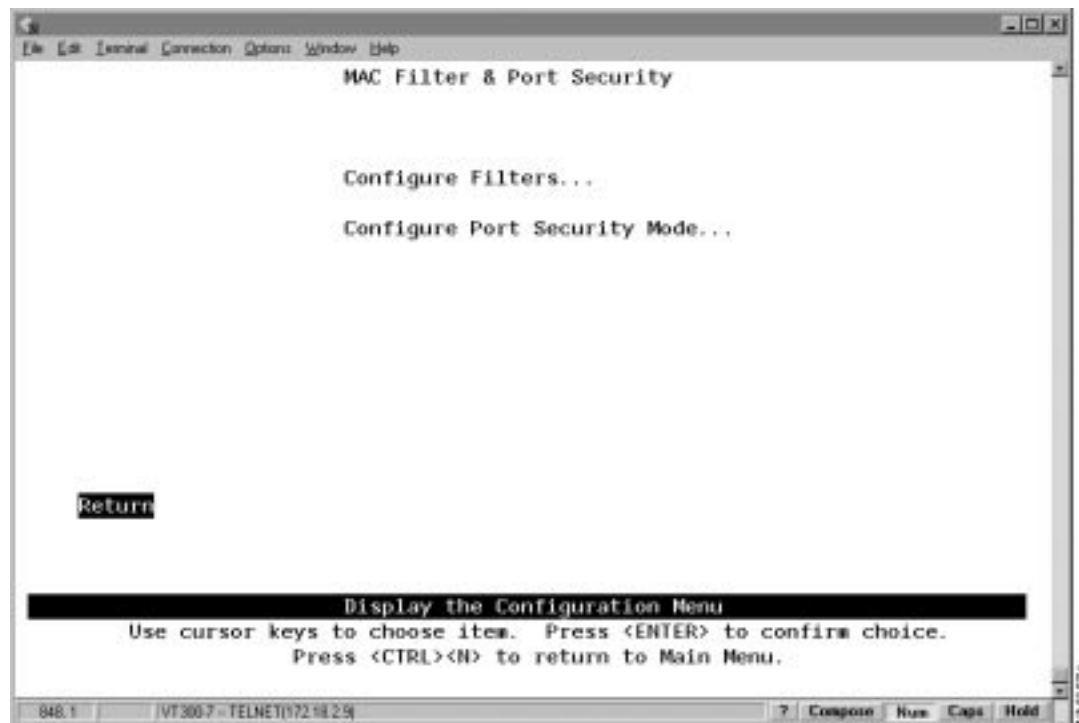 File Edit Terminal Connection Options Window Help
MAC Filter & Port Security
Configure Filters...
Configure Port Security Mode...
Return
Display the Configuration Menu
Use cursor keys to choose item. Press <ENTER> to confirm choice.
Press <CTRL><N> to return to Main Menu.
848.1 VT300-7 - TELNET(172.18.2.9) ? Compose Num Caps Hold